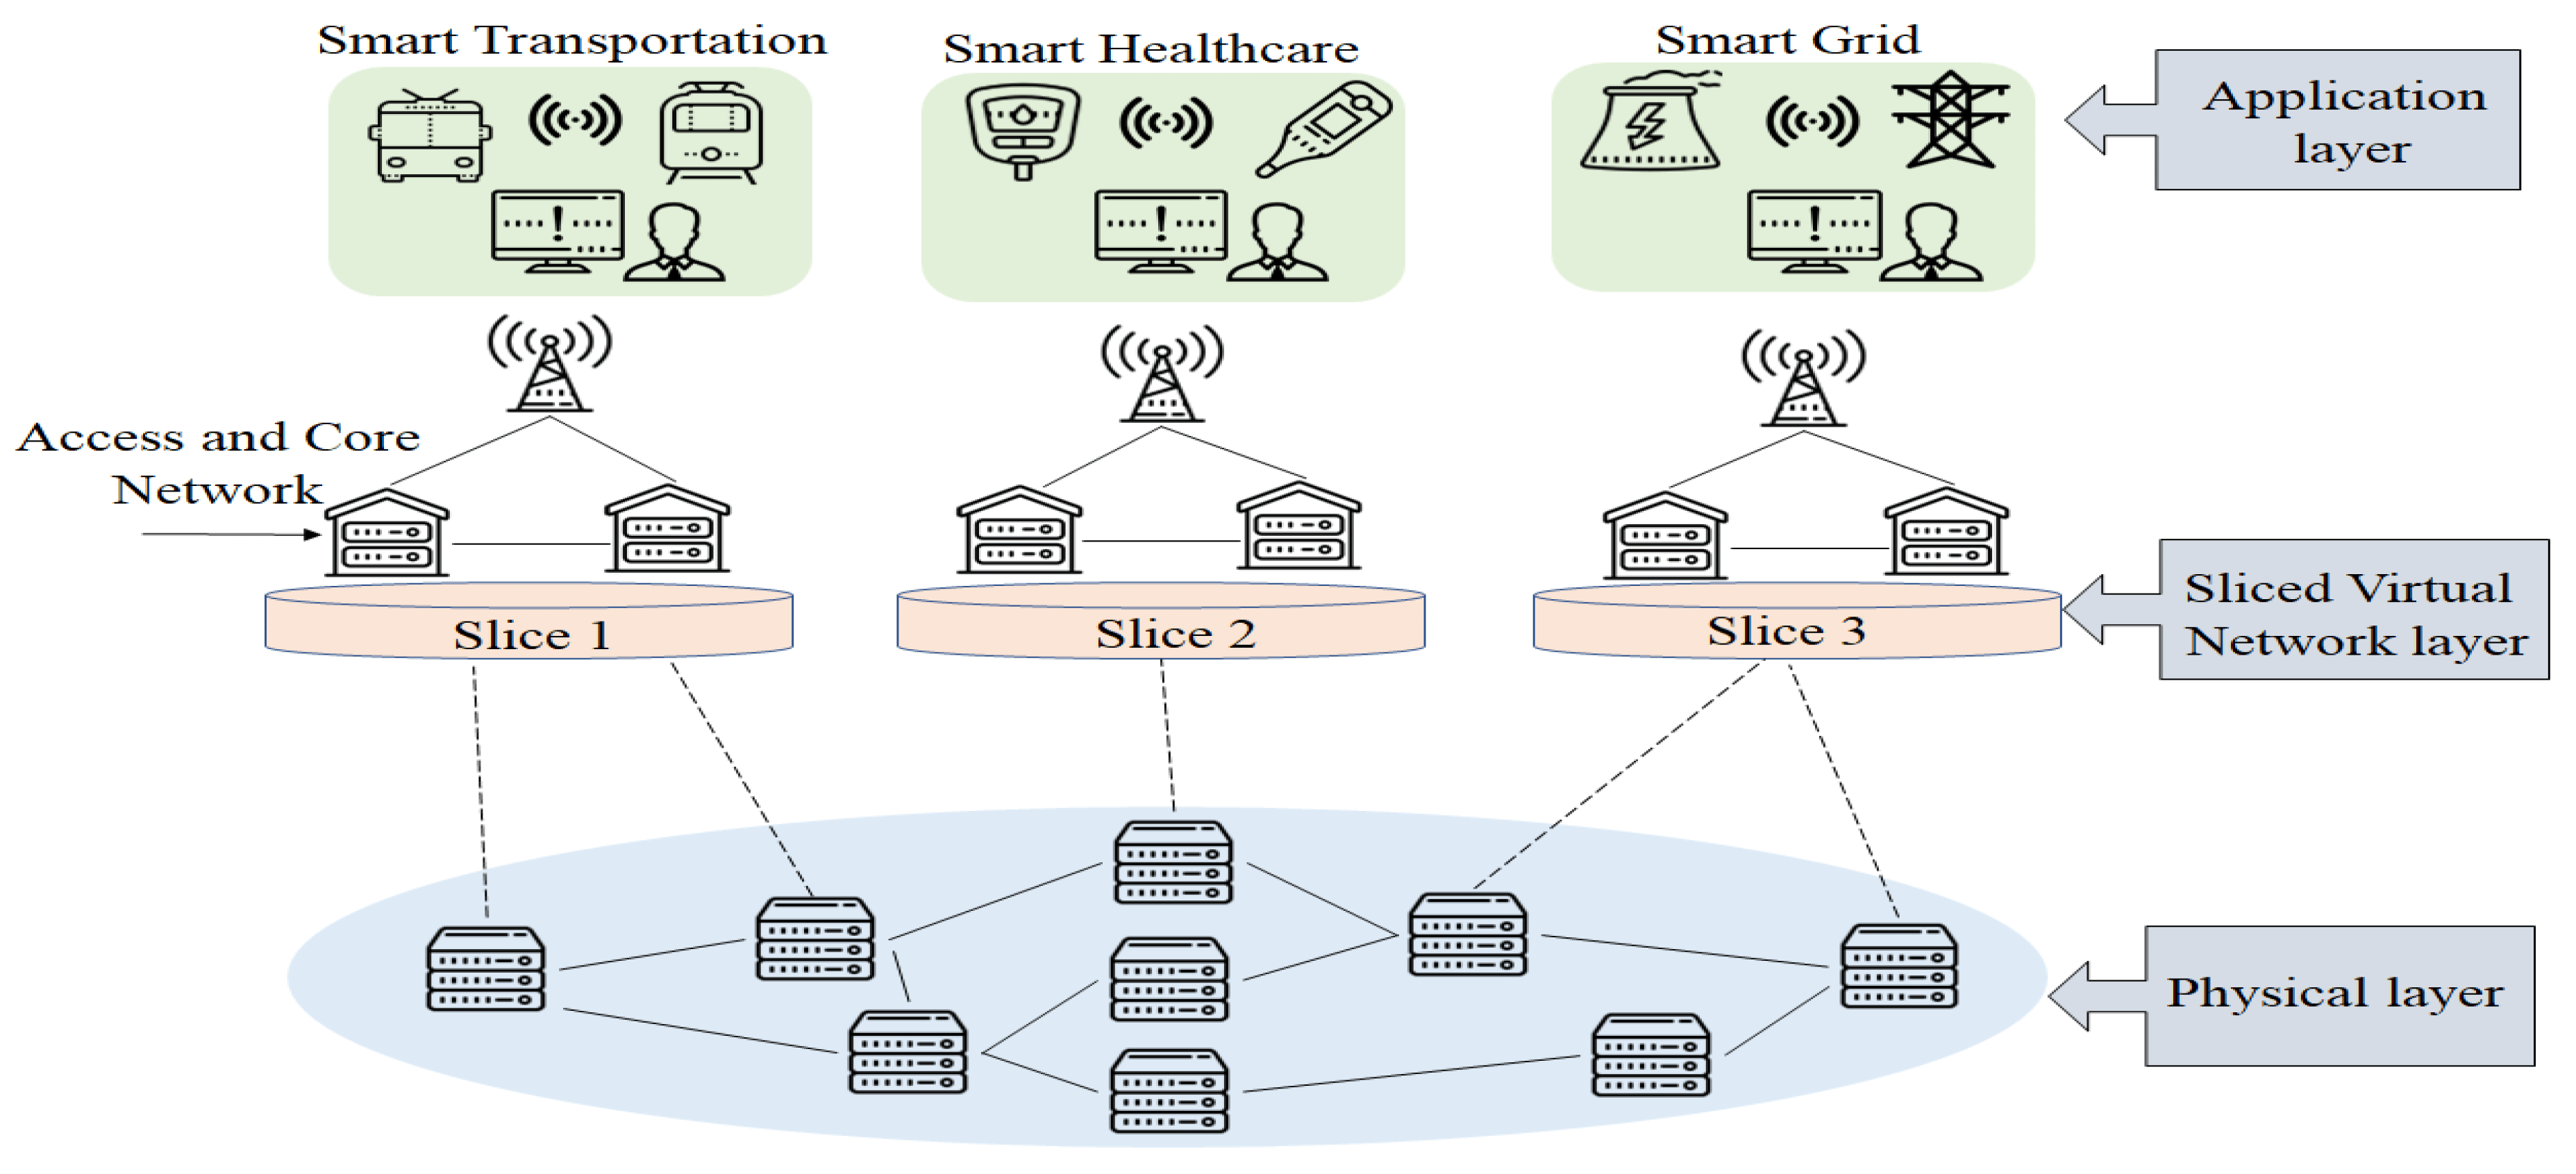 Smart Transportation
Smart Healthcare
Smart Grid
Application
layer
Access and Core
Network
Slice 1
Slice 2
Slice 3
Sliced Virtual
Network layer
Physical layer